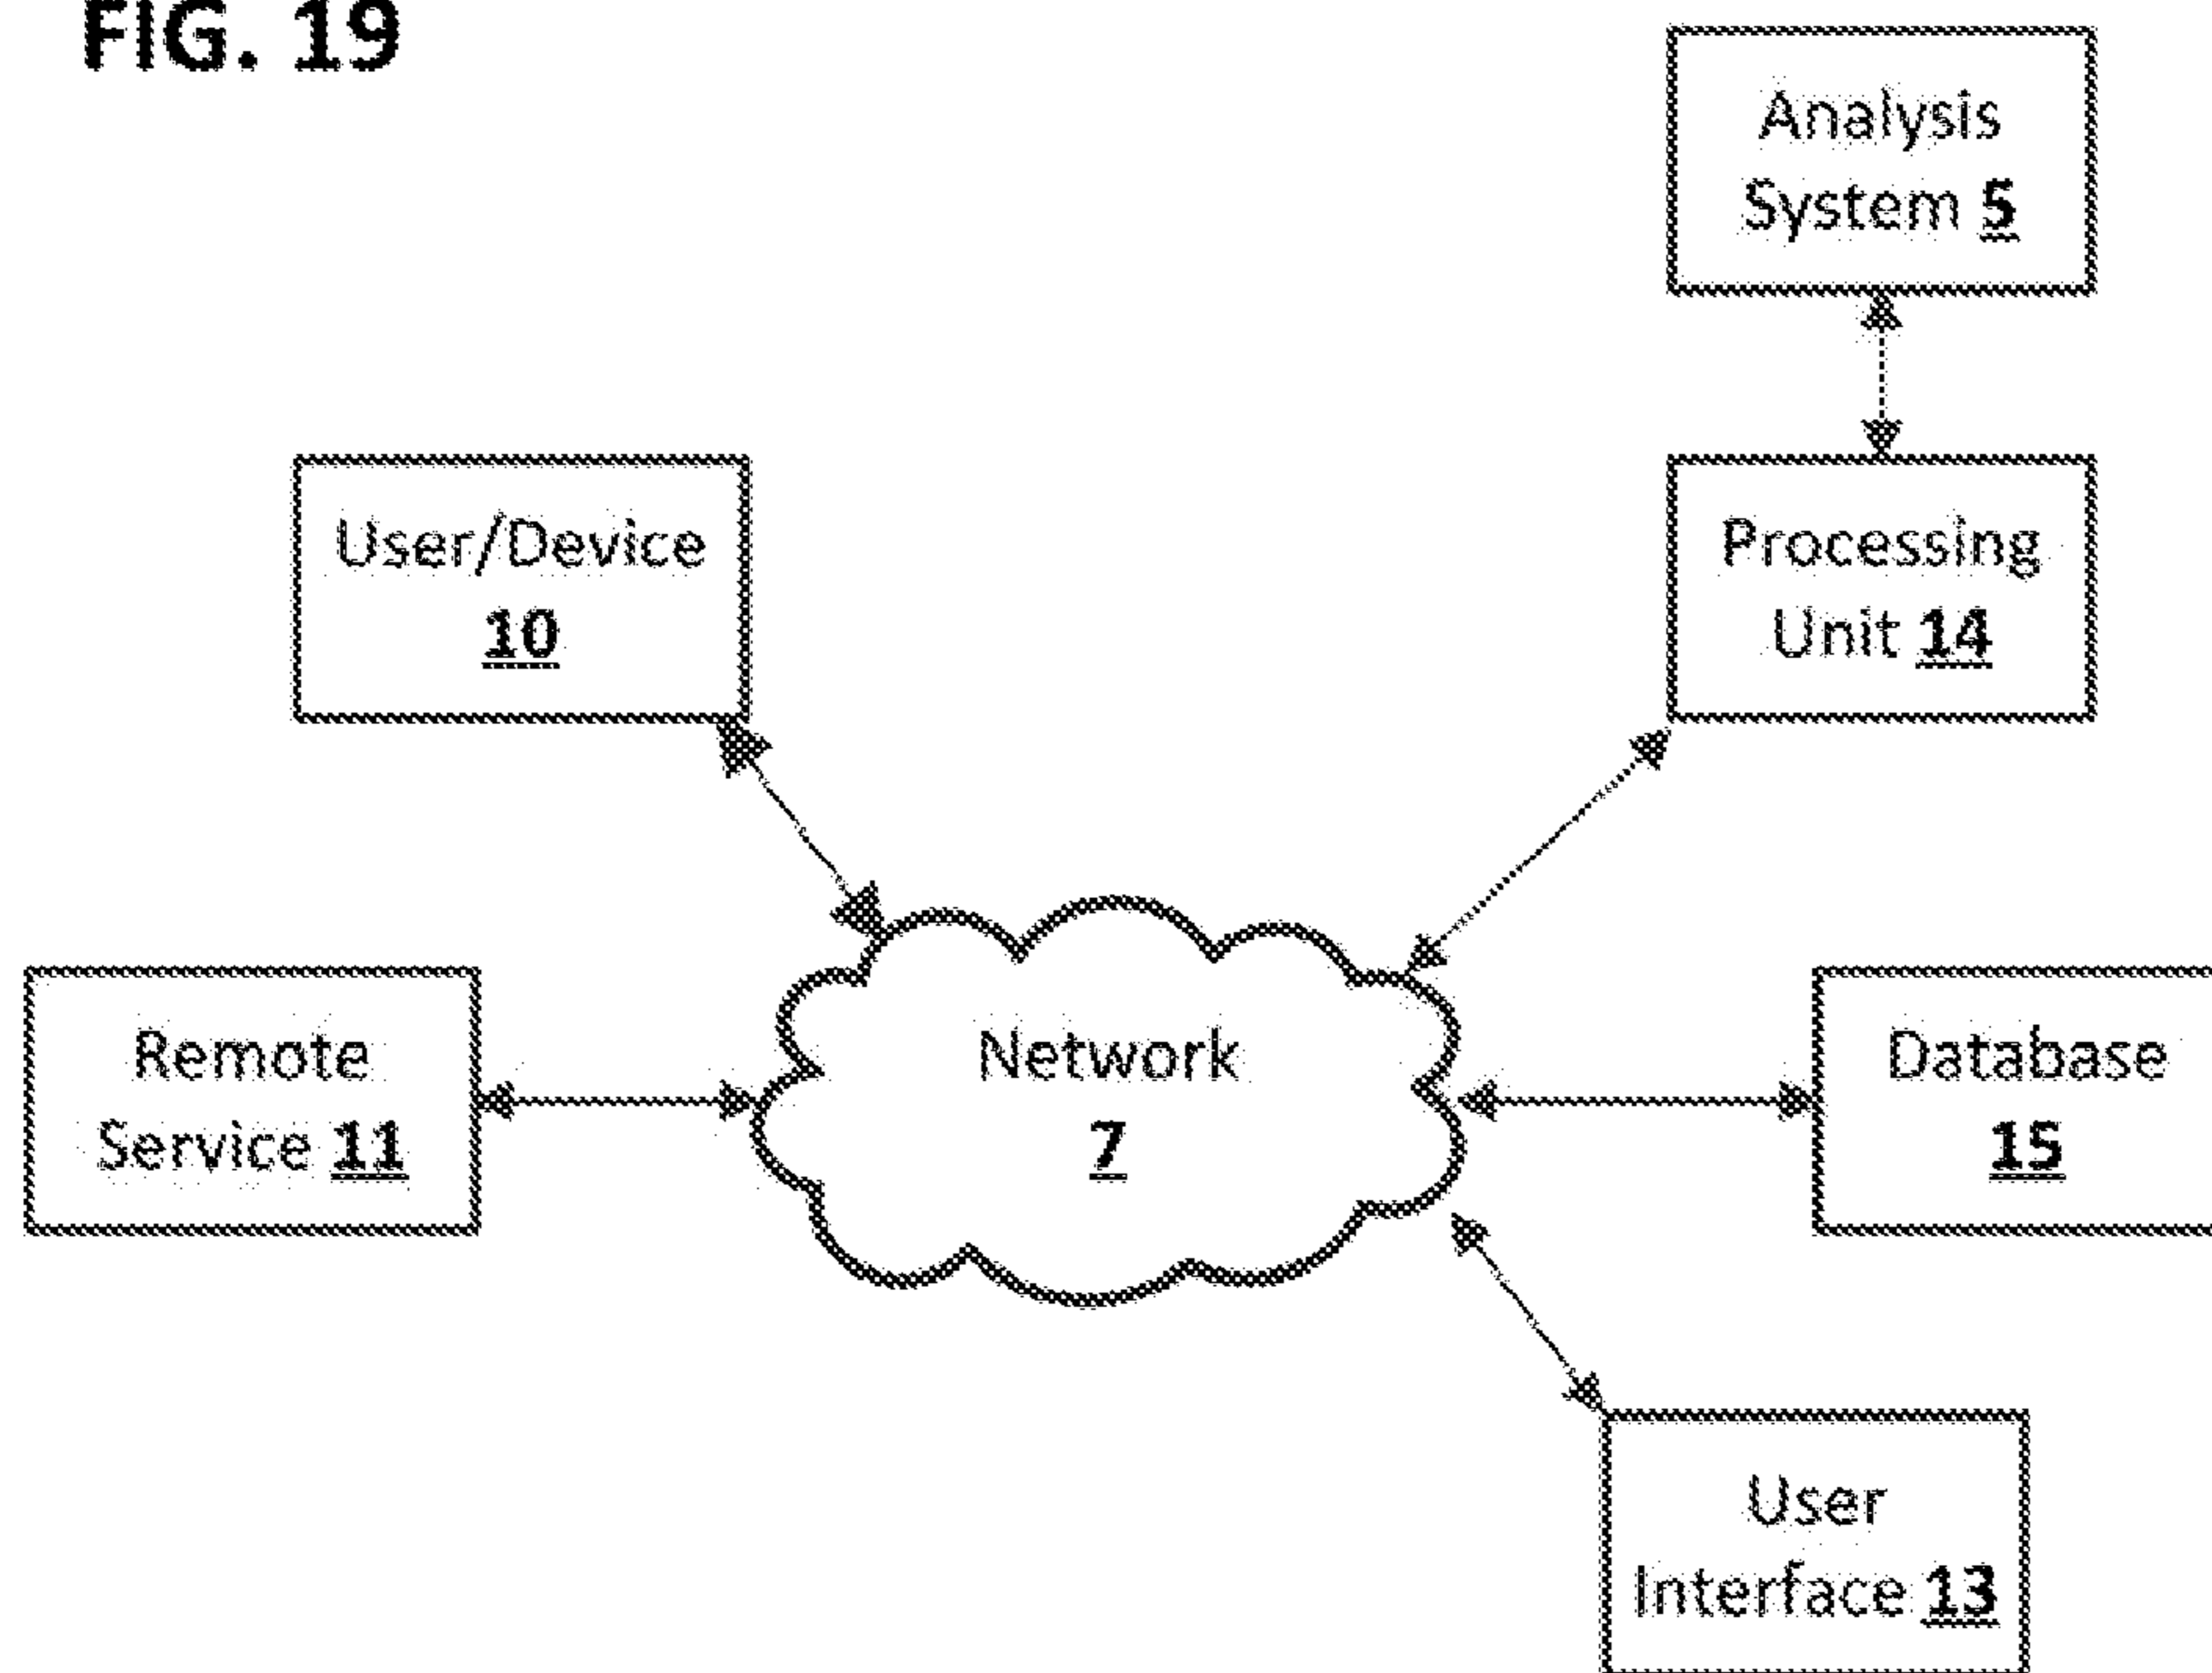 FIG. 19
Analysis
System 5
User/Device
10
Processing
Unit 14
Remote
Service 11
Network
7
Database
15
User
Interface 13